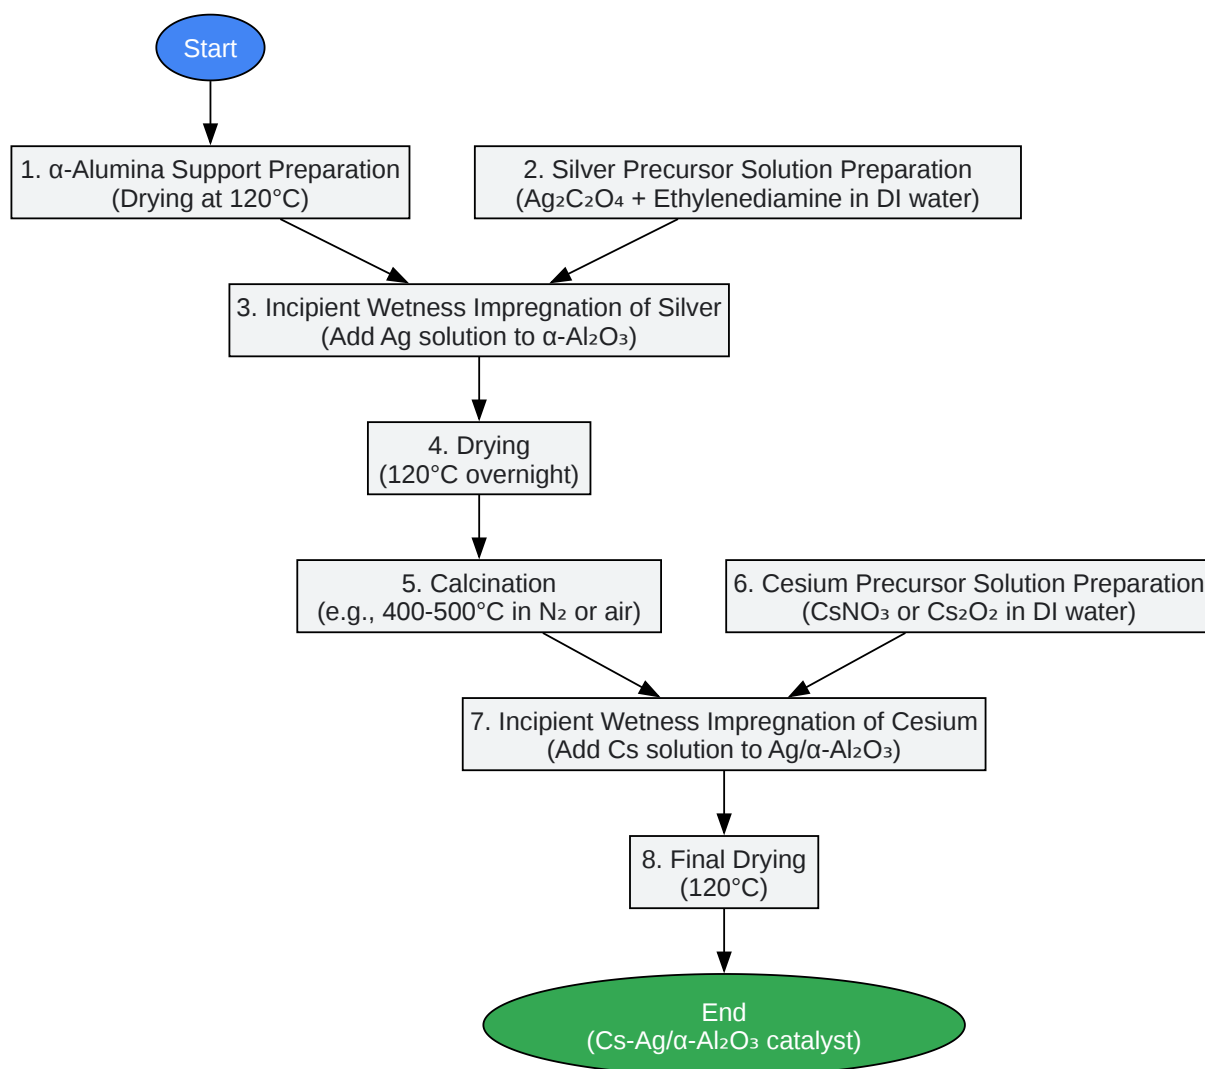 Start
1. α-Alumina Support Preparation
(Drying at 120°C)
2. Silver Precursor Solution Preparation
(Ag₂C₂O₄ + Ethylenediamine in DI water)
3. Incipient Wetness Impregnation of Silver
(Add Ag solution to α-Al₂O₃)
4. Drying
(120°C overnight)
5. Calcination
(e.g., 400-500°C in N₂ or air)
6. Cesium Precursor Solution Preparation
(CsNO₃ or Cs₂O₂ in DI water)
7. Incipient Wetness Impregnation of Cesium
(Add Cs solution to Ag/α-Al₂O₃)
8. Final Drying
(120°C)
End
(Cs-Ag/α-Al₂O₃ catalyst)